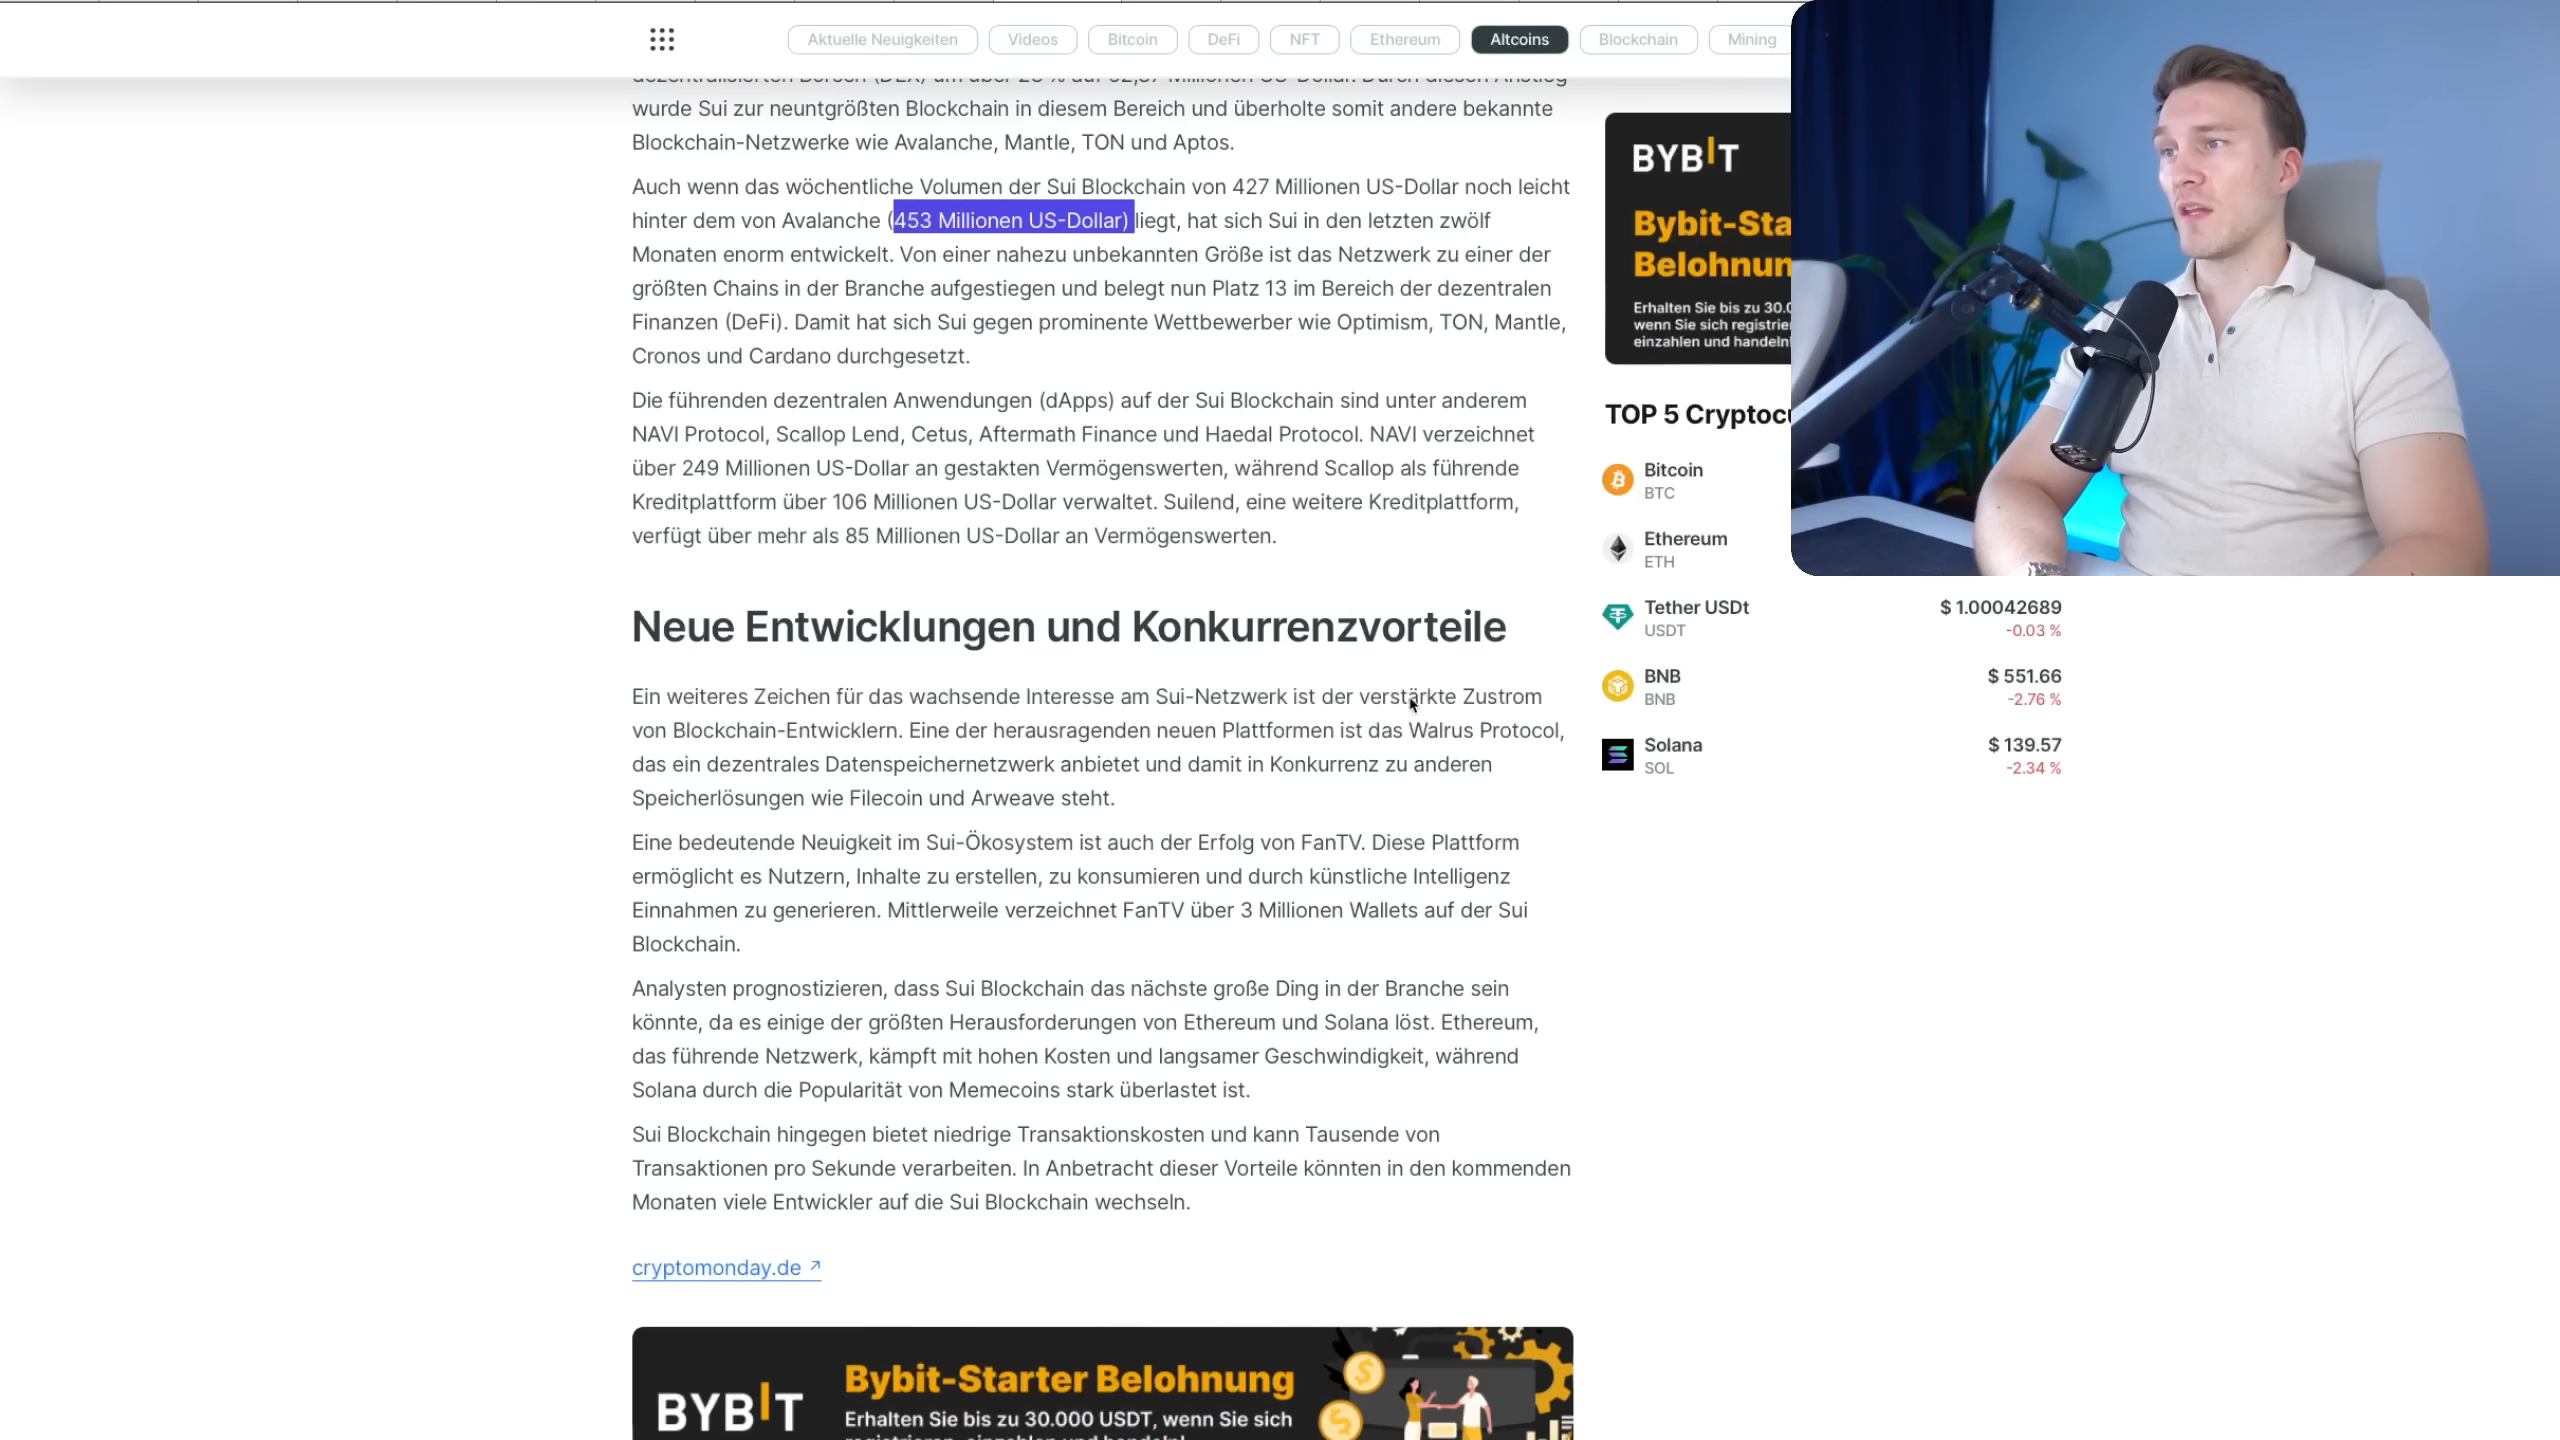 Aktuelle Neuigkeiten
Videos
Bitcoin
DeFi
NFT
Ethereum
Altcoins
Blockchain
Mining
wurde Sui zur neuntgrößten Blockchain in diesem Bereich und überholte somit andere bekannte
Blockchain-Netzwerke wie Avalanche, Mantle, TON und Aptos.
Auch wenn das wöchentliche Volumen der Sui Blockchain von 427 Millionen US-Dollar noch leicht
hinter dem von Avalanche (453 Millionen US-Dollar) liegt, hat sich Sui in den letzten zwölf
Monaten enorm entwickelt. Von einer nahezu unbekannten Größe ist das Netzwerk zu einer der
größten Chains in der Branche aufgestiegen und belegt nun Platz 13 im Bereich der dezentralen
Finanzen (DeFi). Damit hat sich Sui gegen prominente Wettbewerber wie Optimism, TON, Mantle,
Cronos und Cardano durchgesetzt.
Die führenden dezentralen Anwendungen (dApps) auf der Sui Blockchain sind unter anderem
NAVI Protocol, Scallop Lend, Cetus, Aftermath Finance und Haedal Protocol. NAVI verzeichnet
über 249 Millionen US-Dollar an gestakten Vermögenswerten, während Scallop als führende
Kreditplattform über 106 Millionen US-Dollar verwaltet. Suilend, eine weitere Kreditplattform,
verfügt über mehr als 85 Millionen US-Dollar an Vermögenswerten.
Neue Entwicklungen und Konkurrenzvorteile
Ein weiteres Zeichen für das wachsende Interesse am Sui-Netzwerk ist der verstärkte Zustrom
von Blockchain-Entwicklern. Eine der herausragenden neuen Plattformen ist das Walrus Protocol,
das ein dezentrales Datenspeichernetzwerk anbietet und damit in Konkurrenz zu anderen
Speicherlösungen wie Filecoin und Arweave steht.
Eine bedeutende Neuigkeit im Sui-Ökosystem ist auch der Erfolg von FanTV. Diese Plattform
ermöglicht es Nutzern, Inhalte zu erstellen, zu konsumieren und durch künstliche Intelligenz
Einnahmen zu generieren. Mittlerweile verzeichnet FanTV über 3 Millionen Wallets auf der Sui
Blockchain.
Analysten prognostizieren, dass Sui Blockchain das nächste große Ding in der Branche sein
könnte, da es einige der größten Herausforderungen von Ethereum und Solana löst. Ethereum,
das führende Netzwerk, kämpft mit hohen Kosten und langsamer Geschwindigkeit, während
Solana durch die Popularität von Memecoins stark überlastet ist.
Sui Blockchain hingegen bietet niedrige Transaktionskosten und kann Tausende von
Transaktionen pro Sekunde verarbeiten. In Anbetracht dieser Vorteile könnten in den kommenden
Monaten viele Entwickler auf die Sui Blockchain wechseln.
cryptomonday.de ↗
BYBIT
Bybit-Starter Belohnung
Erhalten Sie bis zu 30.000 USDT, wenn Sie sich
BYBIT
Bybit-Sta
Belohnun
Erhalten Sie bis zu 30.0
wenn Sie sich registrie
einzahlen und handeln!
TOP 5 Cryptocu
Bitcoin
BTC
Ethereum
ETH
Tether USDt $ 1.00042689
USDT -0.03 %
BNB $ 551.66
BNB -2.76 %
Solana $ 139.57
SOL -2.34 %